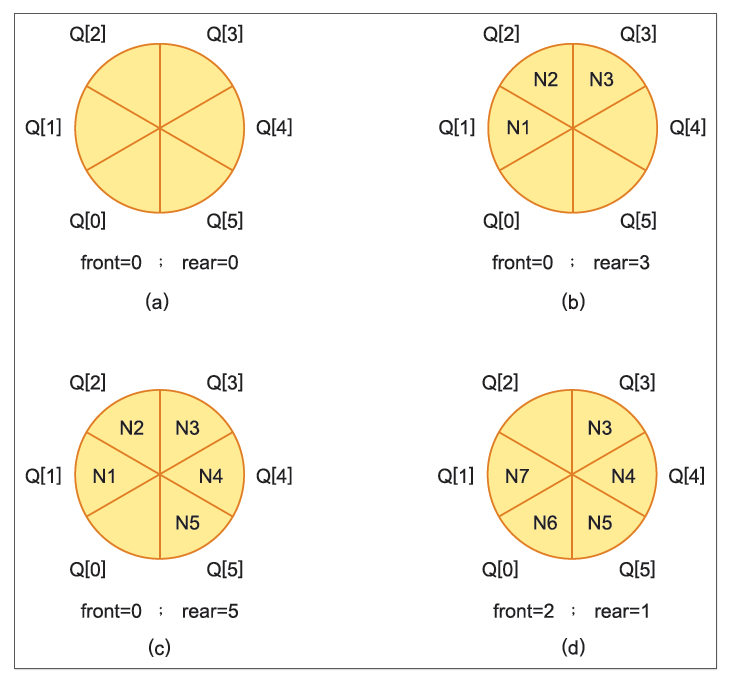 Q[2] Q[3] Q[2] Q[3]
N2 N3
Q[1] Q[4] Q[1] N1 Q[4]
Q[0] Q[5] Q[0] Q[5]
front=0 ; rear=0 front=0 ; rear=3
(a) (b)
Q[2] Q[3] Q[2] Q[3]
N2 N3 N3
Q[1] N1 N4 Q[4] Q[1] N7 N4 Q[4]
N5 N6 N5
Q[0] Q[5] Q[0] Q[5]
front=0 ; rear=5 front=2 ; rear=1
(c) (d)